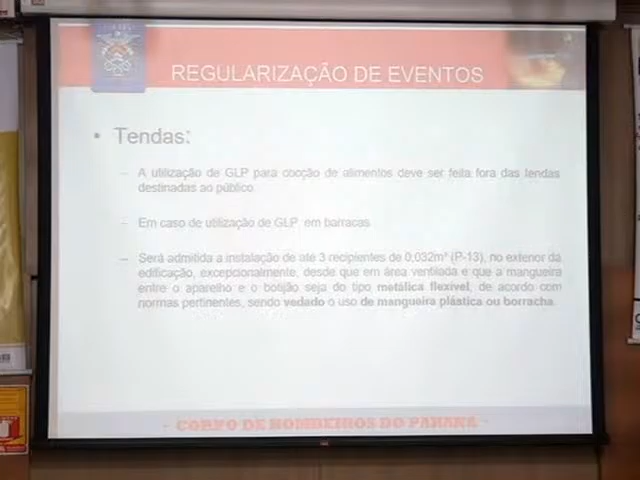 REGULARIZAÇÃO DE EVENTOS
• Tendas:
– A utilização de GLP para cocção de alimentos deve ser feita fora das tendas
destinadas ao público.
– Em caso de utilização de GLP em barracas
– Será admitida a instalação de até 3 recipientes de 0,032m³ (P-13), no exterior da
edificação, excepcionalmente, desde que em área ventilada e que a mangueira
entre o aparelho e o botijão seja do tipo metálica flexível, de acordo com
normas pertinentes, sendo vedado o uso de mangueira plástica ou borracha.
- CORPO DE BOMBEIROS DO PARANÁ -